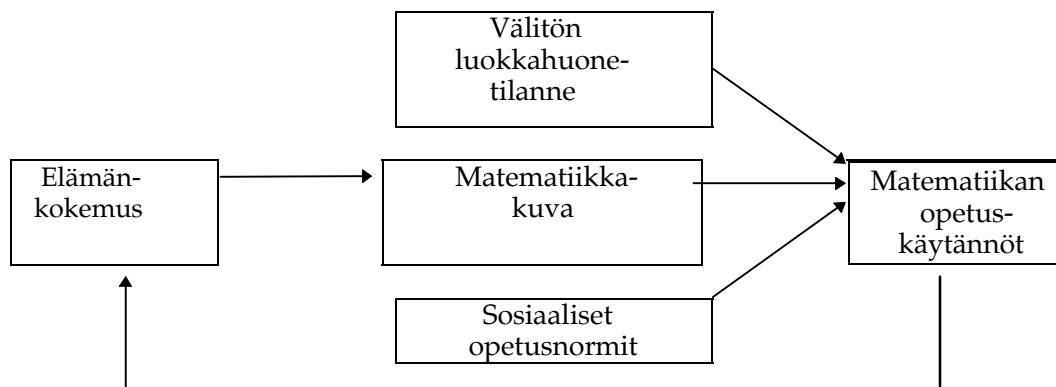 Välitön
luokkahuone-
tilanne
Elämän-
kokemus
Matematiikka-
kuva
Matematiikan
opetus-
käytännöt
Sosiaaliset
opetusnormit